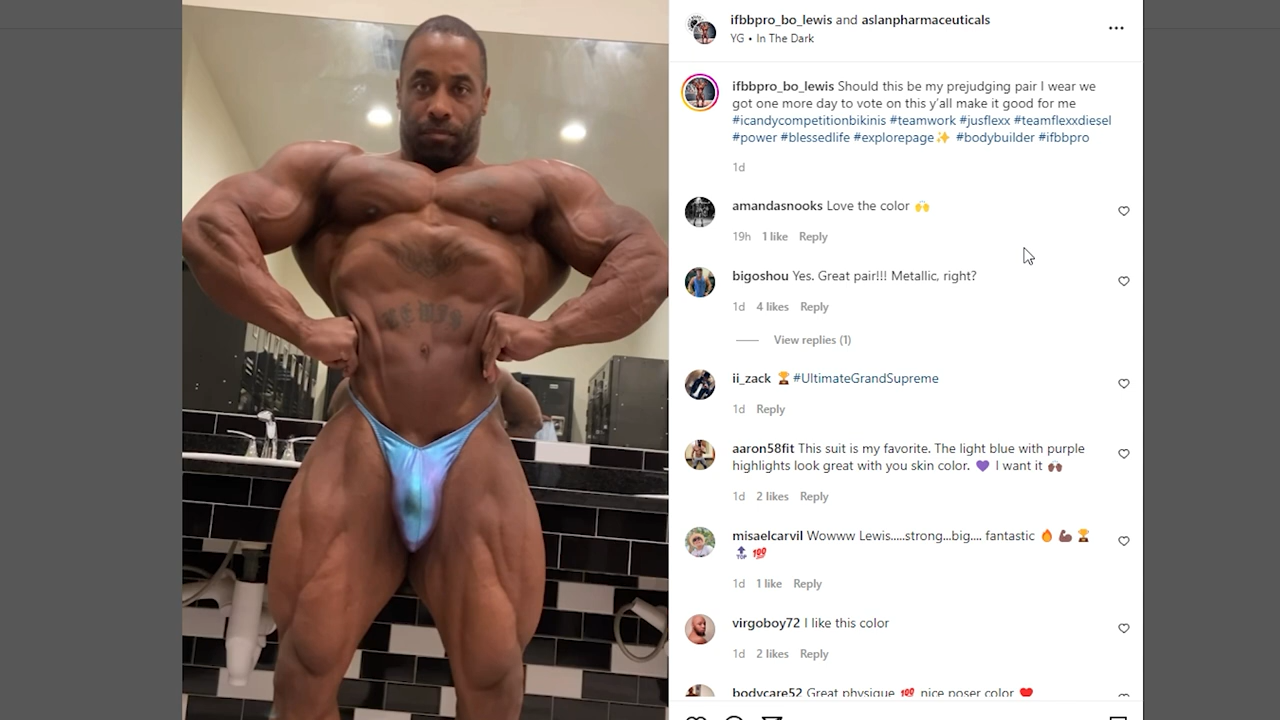 ifbbpro_bo_lewis and aslanpharmaceuticals
YG • In The Dark
ifbbpro_bo_lewis Should this be my prejudging pair I wear we
got one more day to vote on this y'all make it good for me
#icandycompetitionbikinis #teamwork #jusflexx #teamflexxdiesel
#power #blessedlife #explorepage✨ #bodybuilder #ifbbpro
1d
amandasnooks Love the color 🙌
19h 1 like Reply
bigoshou Yes. Great pair!!! Metallic, right?
1d 4 likes Reply
View replies (1)
ii_zack 🏆 #UltimateGrandSupreme
1d Reply
aaron58fit This suit is my favorite. The light blue with purple
highlights look great with you skin color. 💜 I want it 🙌🏾
1d 2 likes Reply
misaelcarvil Wowww Lewis.....strong...big.... fantastic 🔥 💪🏾 🏆
🔝 💯
1d 1 like Reply
virgoboy72 I like this color
1d 2 likes Reply
bodycare52 Great physique 💯 nice poser color ❤️
LEWIS